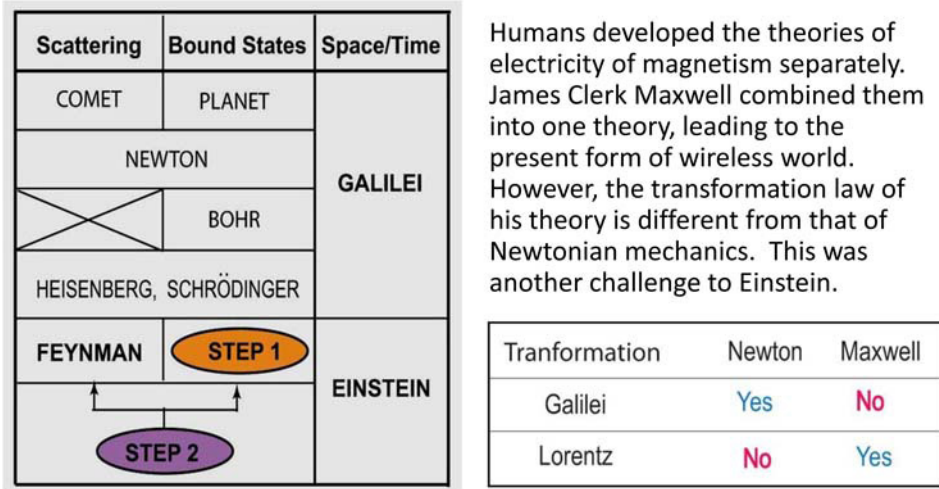 Scattering Bound States Space/Time
COMET PLANET
NEWTON
GALILEI
BOHR
HEISENBERG, SCHRÖDINGER
FEYNMAN STEP 1
EINSTEIN
STEP 2
Humans developed the theories of
electricity of magnetism separately.
James Clerk Maxwell combined them
into one theory, leading to the
present form of wireless world.
However, the transformation law of
his theory is different from that of
Newtonian mechanics.  This was
another challenge to Einstein.
Tranformation Newton Maxwell
Galilei Yes No
Lorentz No Yes